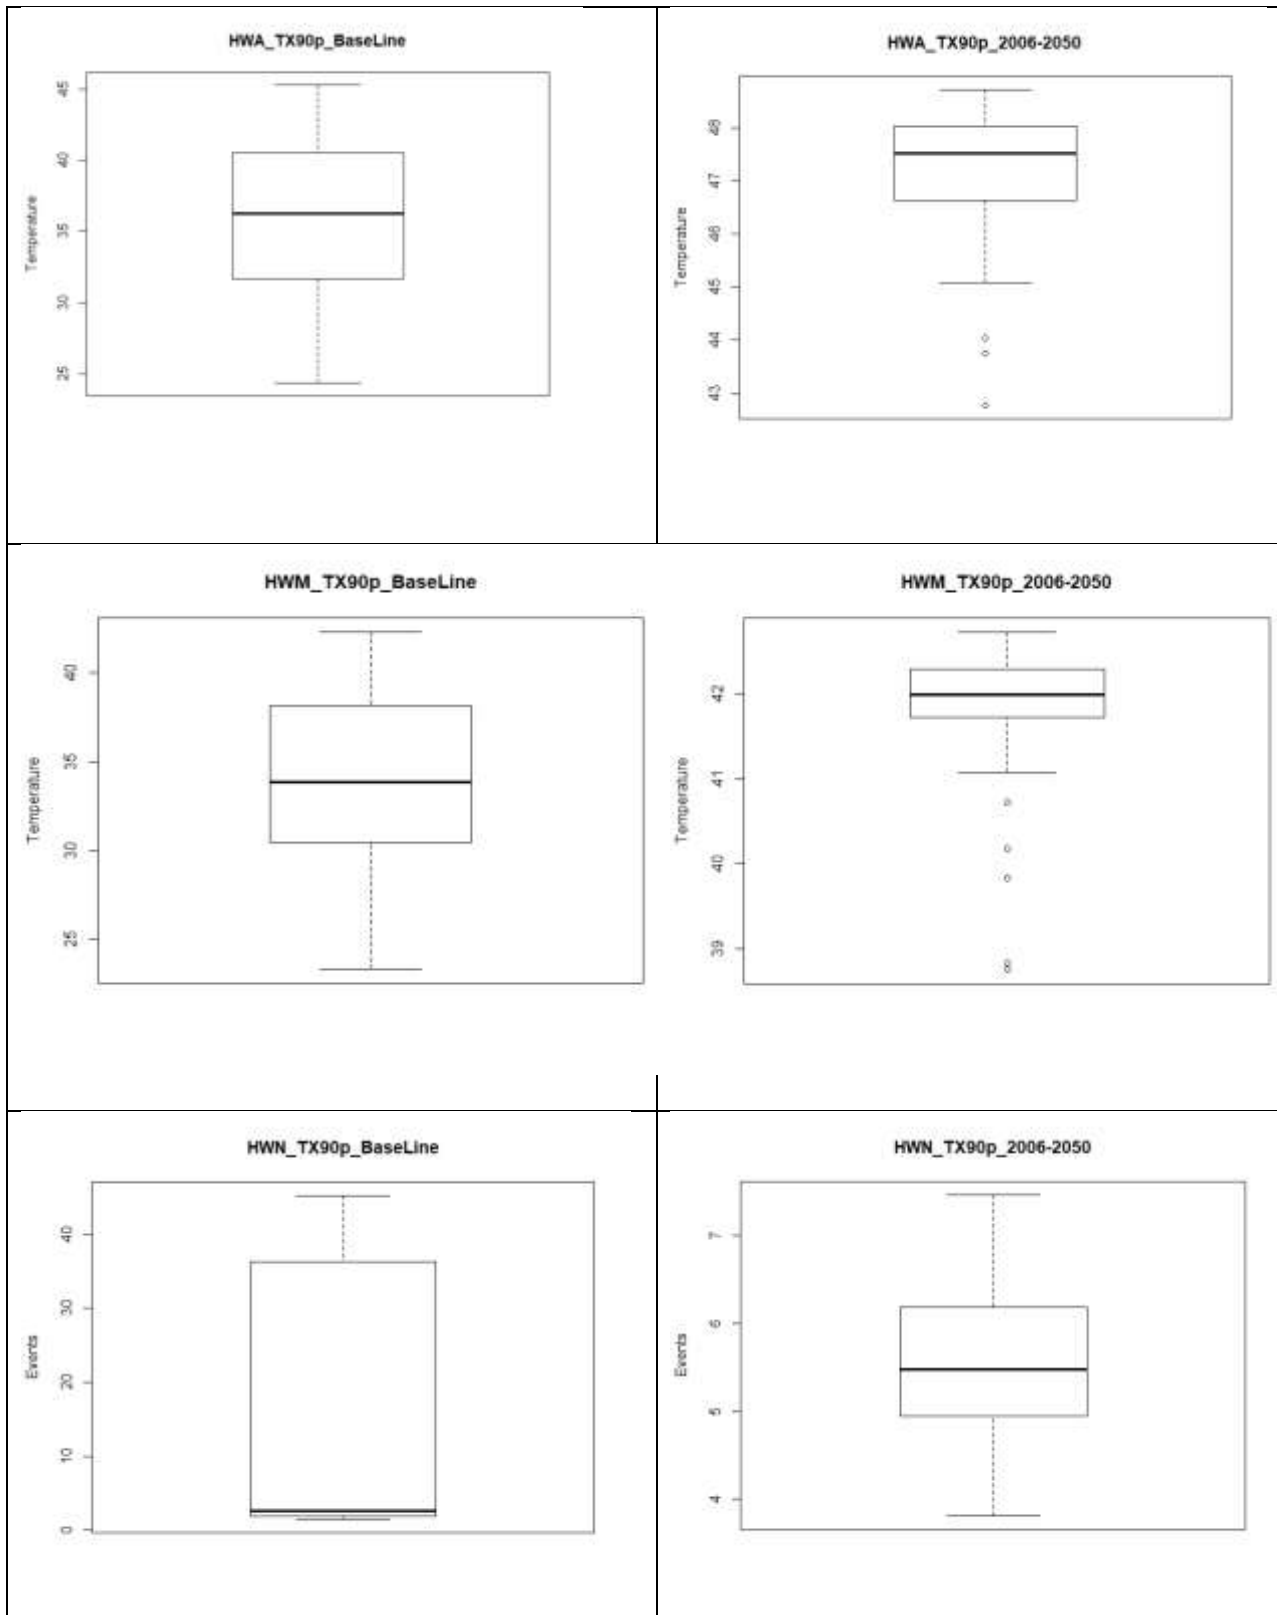 HWA_TX90p_BaseLine
Temperature
45
40
35
30
25
HWA_TX90p_2006-2050
Temperature
48
47
46
45
44
43
HWM_TX90p_BaseLine
Temperature
40
35
30
25
HWM_TX90p_2006-2050
Temperature
42
41
40
39
HWN_TX90p_BaseLine
Events
40
30
20
10
0
HWN_TX90p_2006-2050
Events
7
6
5
4